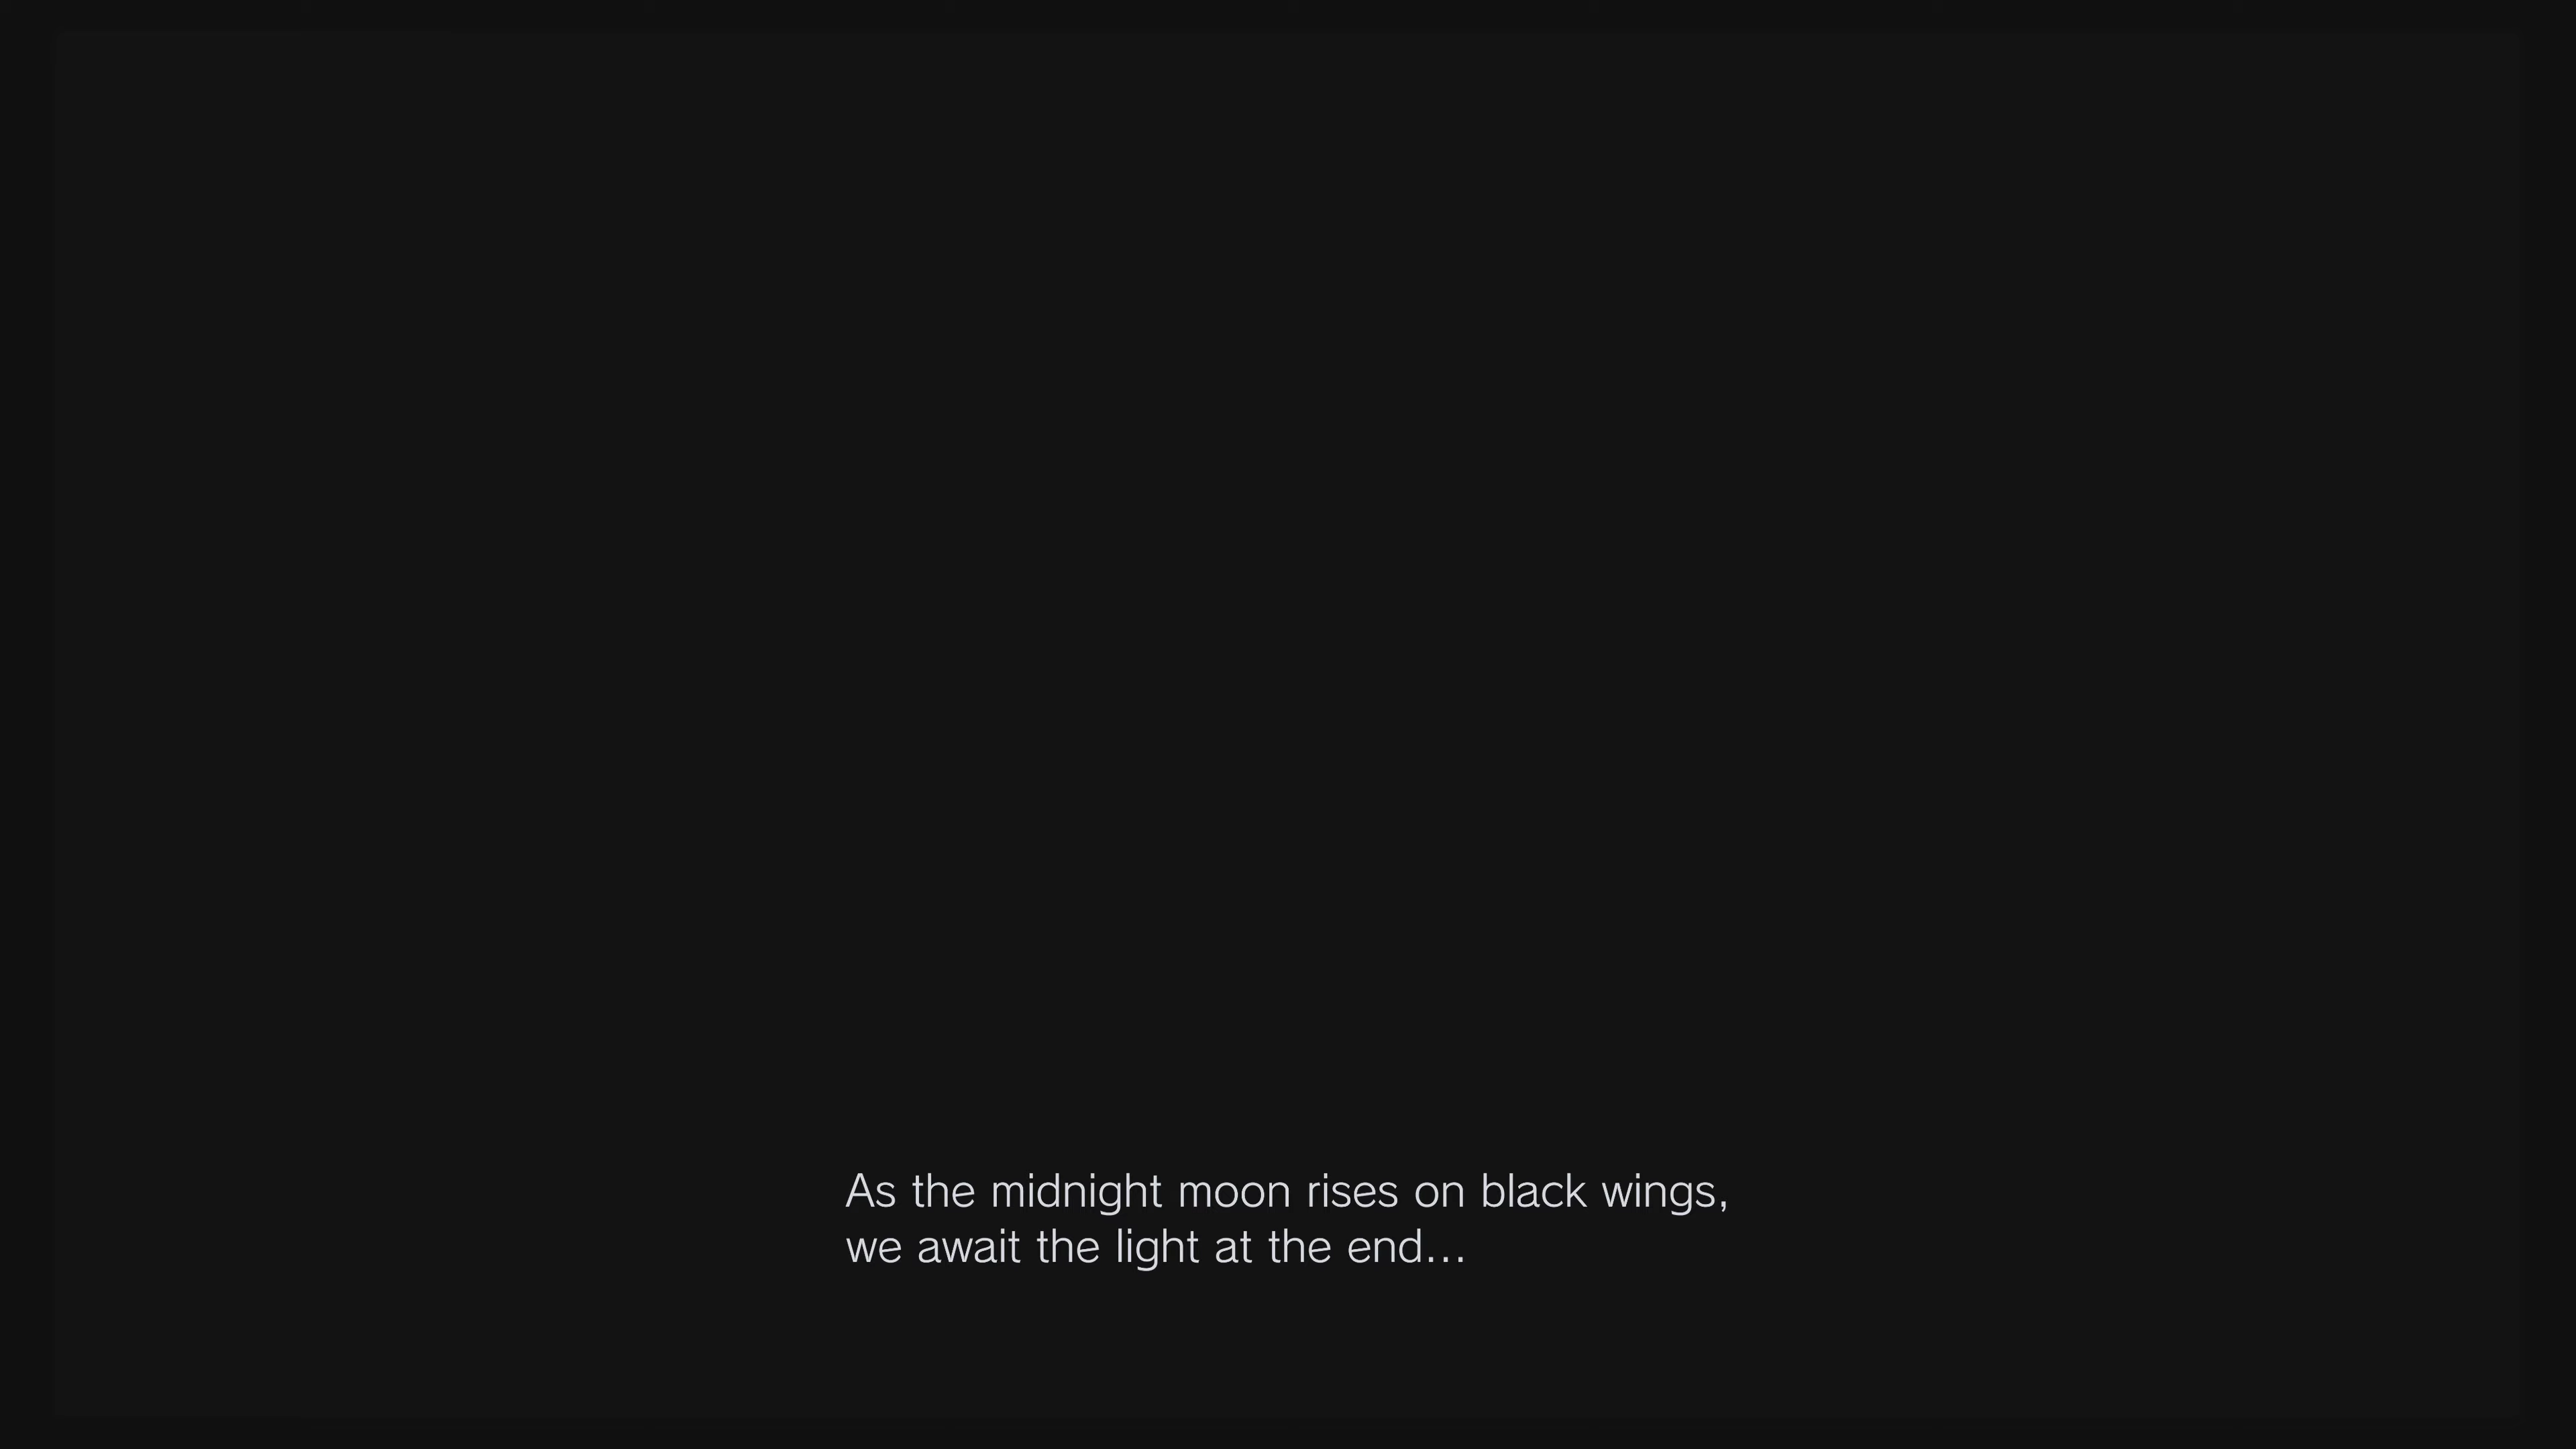 As the midnight moon rises on black wings,
we await the light at the end...